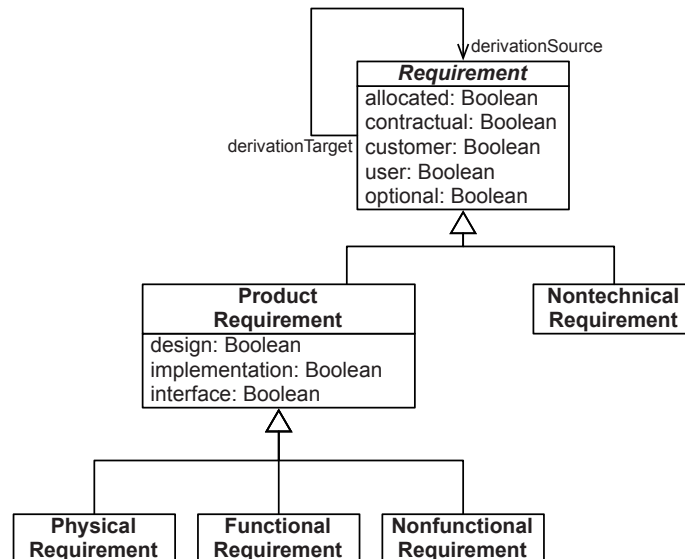 derivationSource
Requirement
allocated: Boolean
contractual: Boolean
derivationTarget
customer: Boolean
user: Boolean
optional: Boolean
Product
Requirement
design: Boolean
implementation: Boolean
interface: Boolean
Nontechnical
Requirement
Physical
Requirement
Functional
Requirement
Nonfunctional
Requirement